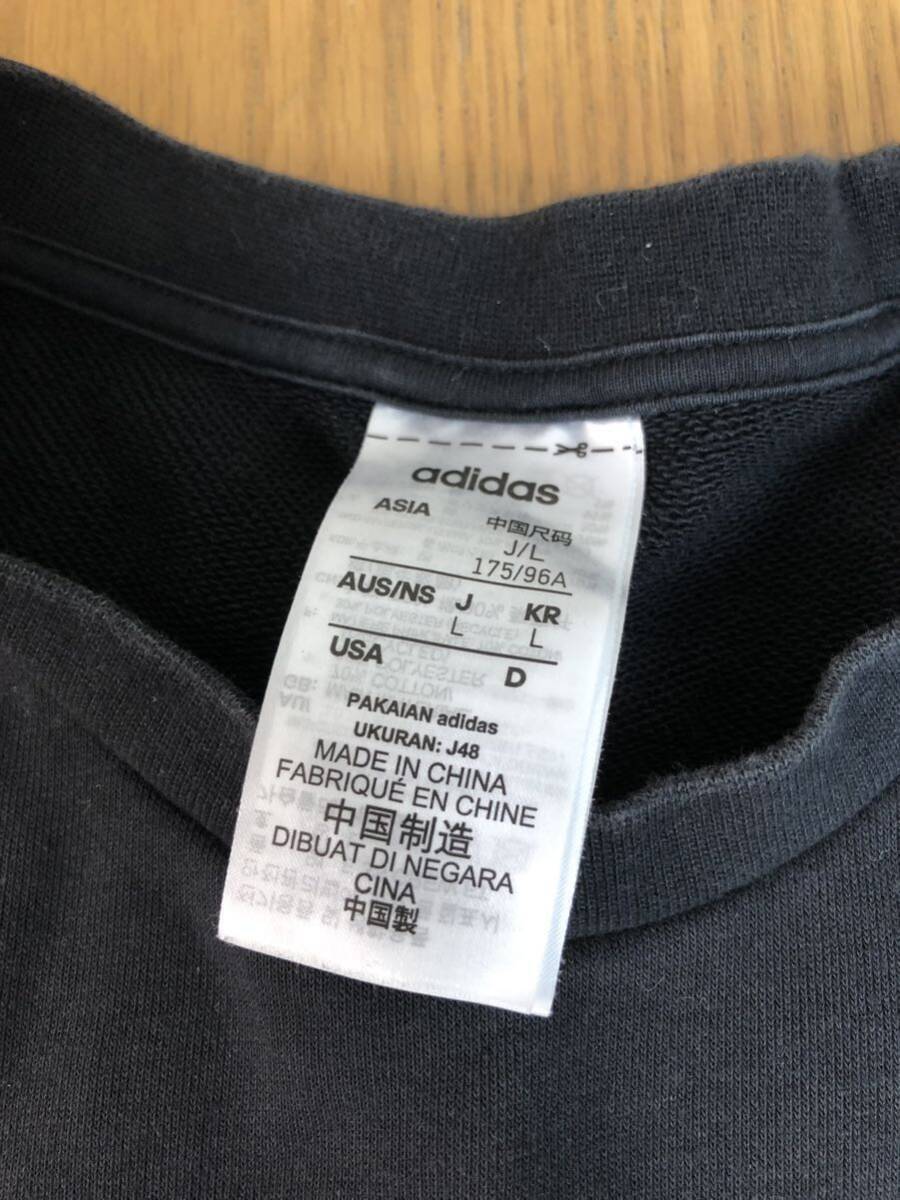 adidas
ASIA 中国尺码
J/L
175/96A
AUS/NS J KR
L L
USA D
PAKAIAN adidas
UKURAN: J48
MADE IN CHINA
FABRIQUÉ EN CHINE
中国制造
DIBUAT DI NEGARA
CINA
中国製